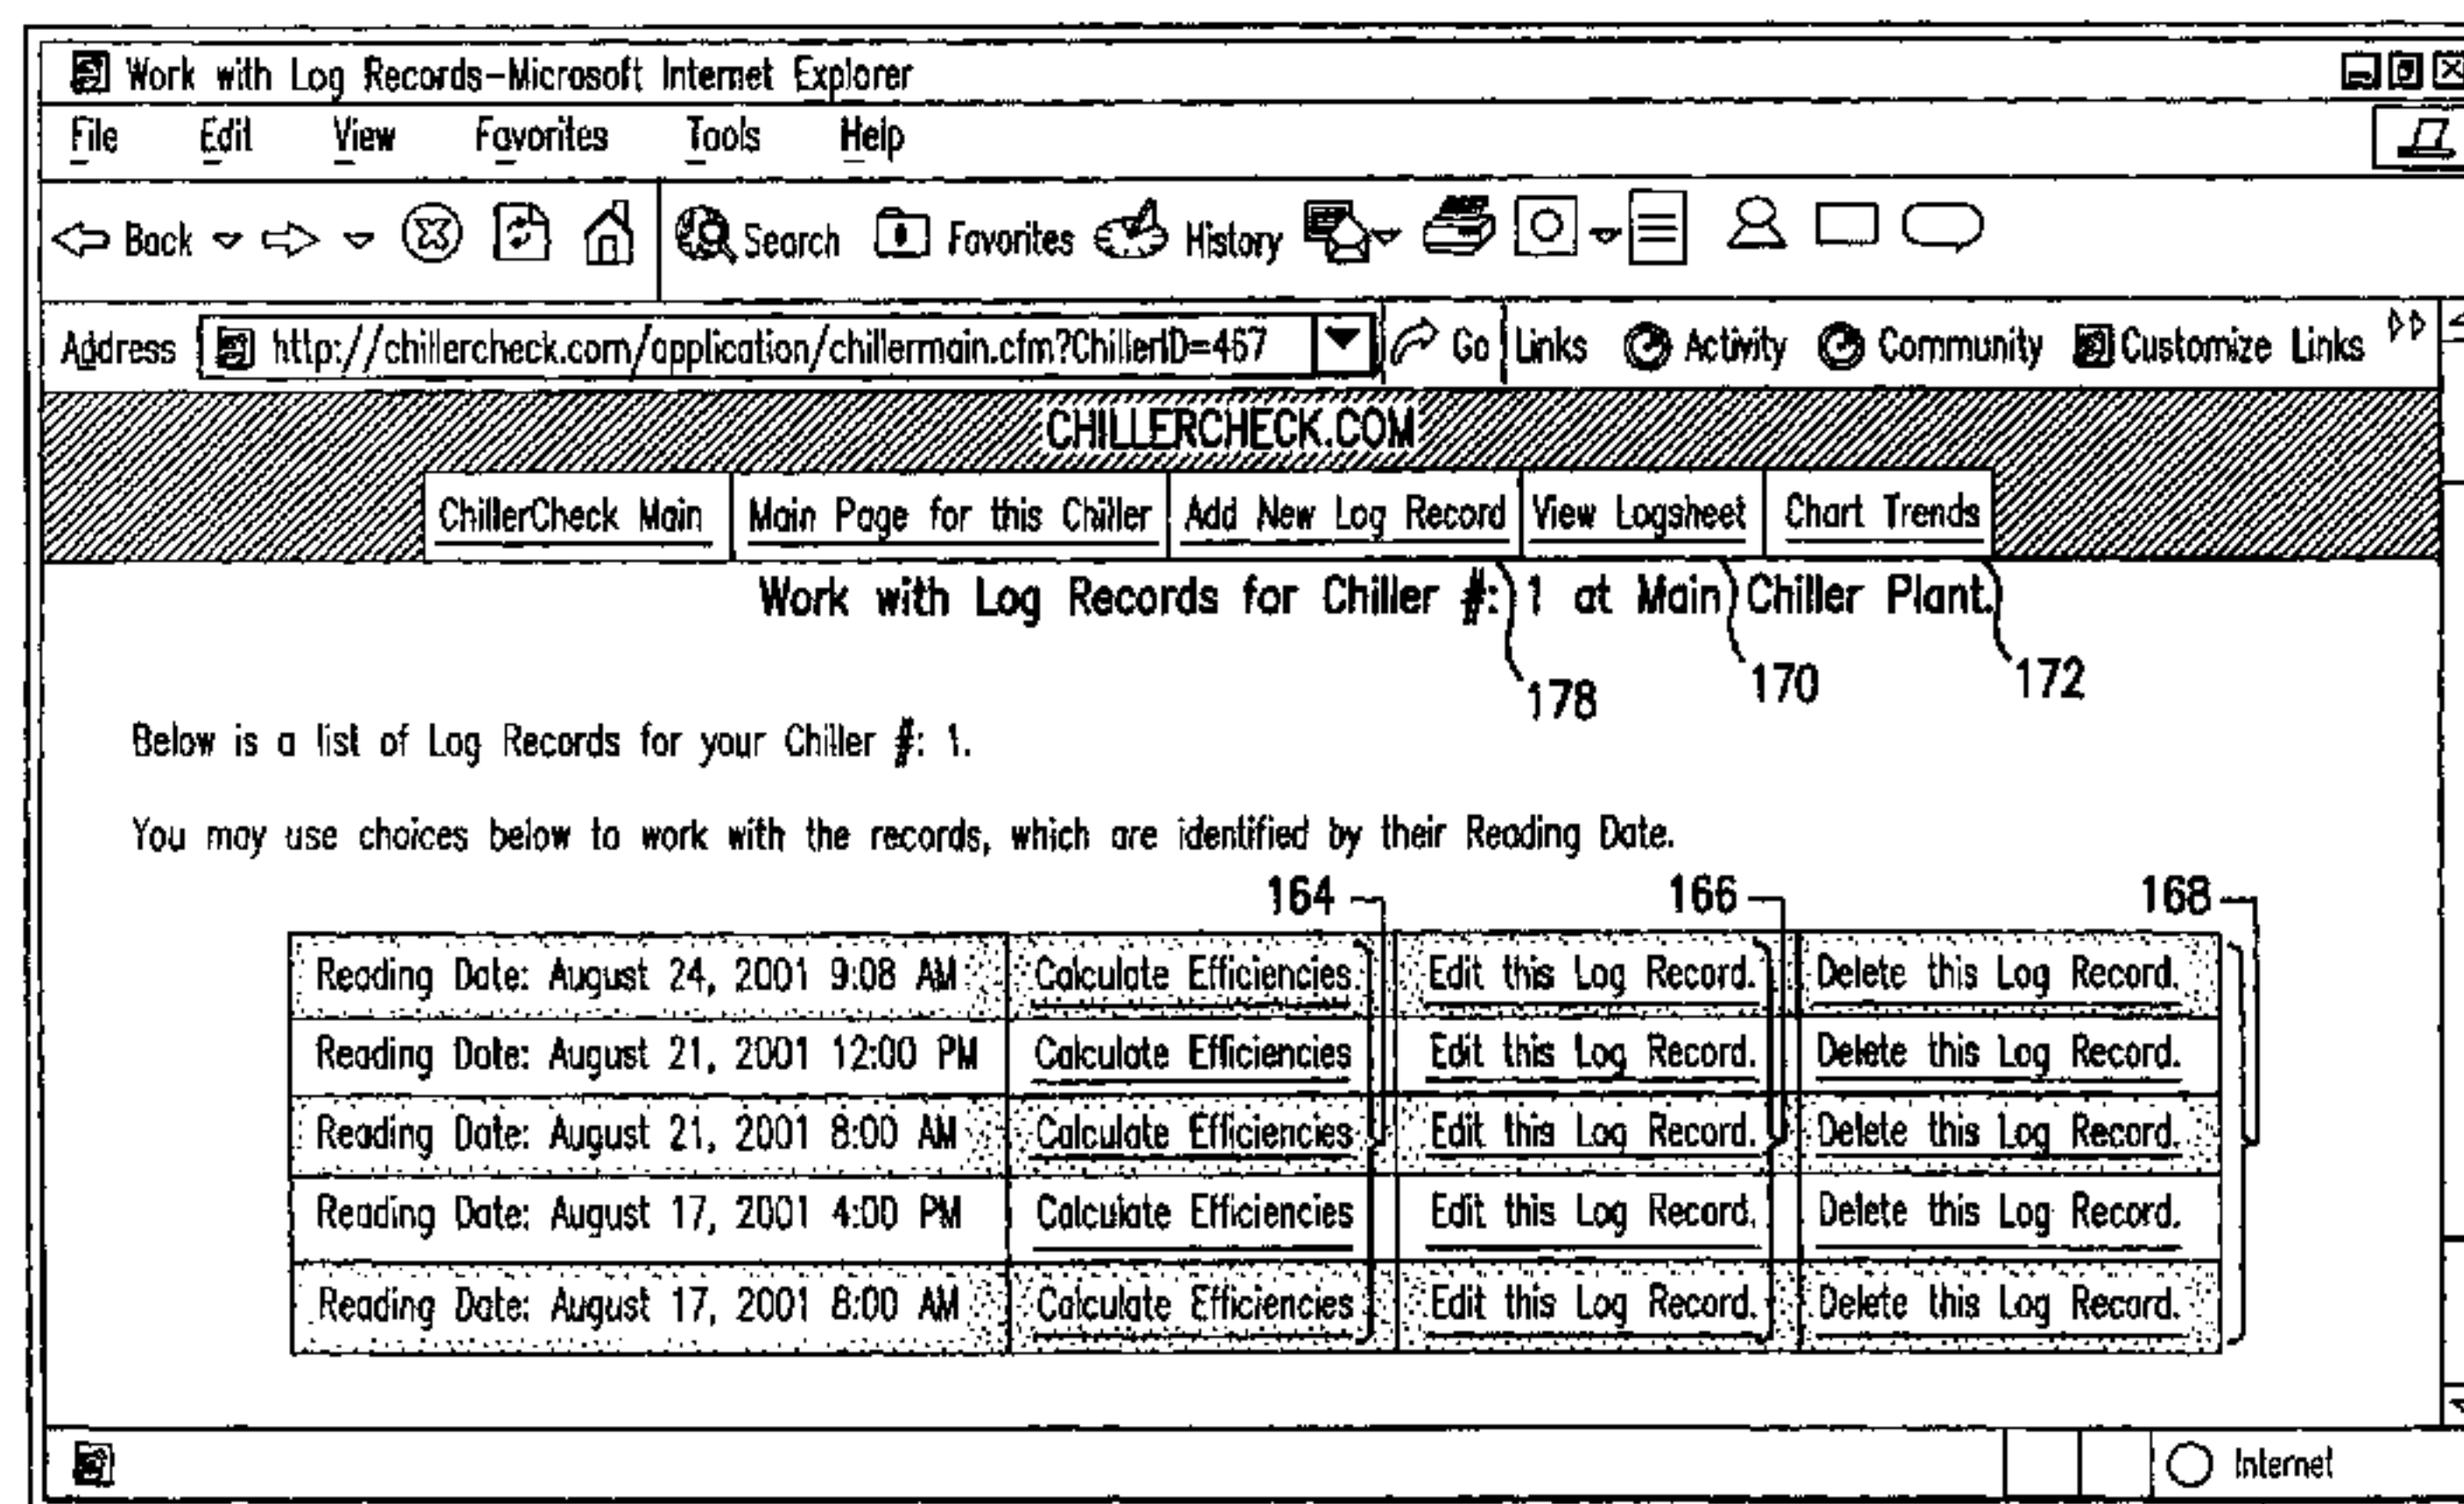 Work with Log Records-Microsoft Internet Explorer
File Edit View Favorites Tools Help
Back Search Favorites History
Address http://chillercheck.com/application/chillermain.cfm?ChillerID=467 Go Links Activity Community Customize Links
CHILLERCHECK.COM
ChillerCheck Main Main Page for this Chiller Add New Log Record View Logsheet Chart Trends
Work with Log Records for Chiller #: 1 at Main Chiller Plant.
178 170 172
Below is a list of Log Records for your Chiller #: 1.
You may use choices below to work with the records, which are identified by their Reading Date.
164 166 168
Reading Date: August 24, 2001 9:08 AM Calculate Efficiencies Edit this Log Record. Delete this Log Record.
Reading Date: August 21, 2001 12:00 PM Calculate Efficiencies Edit this Log Record. Delete this Log Record.
Reading Date: August 21, 2001 8:00 AM Calculate Efficiencies Edit this Log Record. Delete this Log Record.
Reading Date: August 17, 2001 4:00 PM Calculate Efficiencies Edit this Log Record. Delete this Log Record.
Reading Date: August 17, 2001 8:00 AM Calculate Efficiencies Edit this Log Record. Delete this Log Record.
Internet